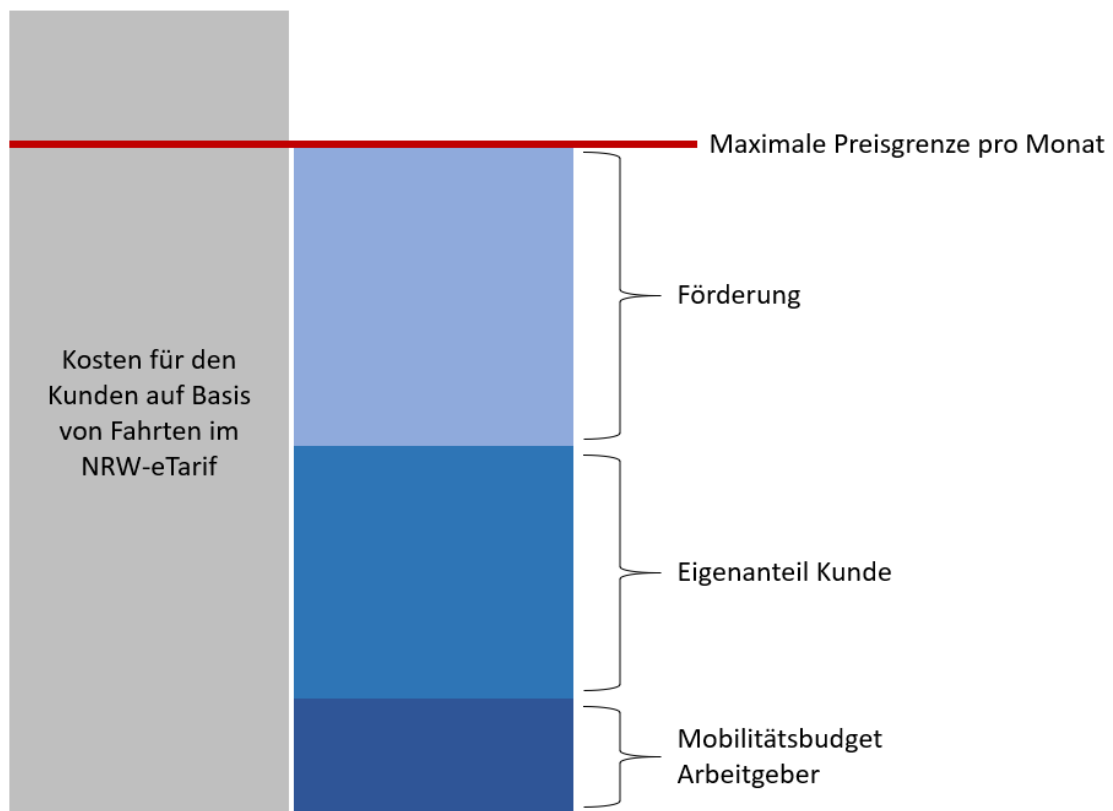 Maximale Preisgrenze pro Monat
Förderung
Kosten für den
Kunden auf Basis
von Fahrten im
NRW-eTarif
Eigenanteil Kunde
Mobilitätsbudget
Arbeitgeber